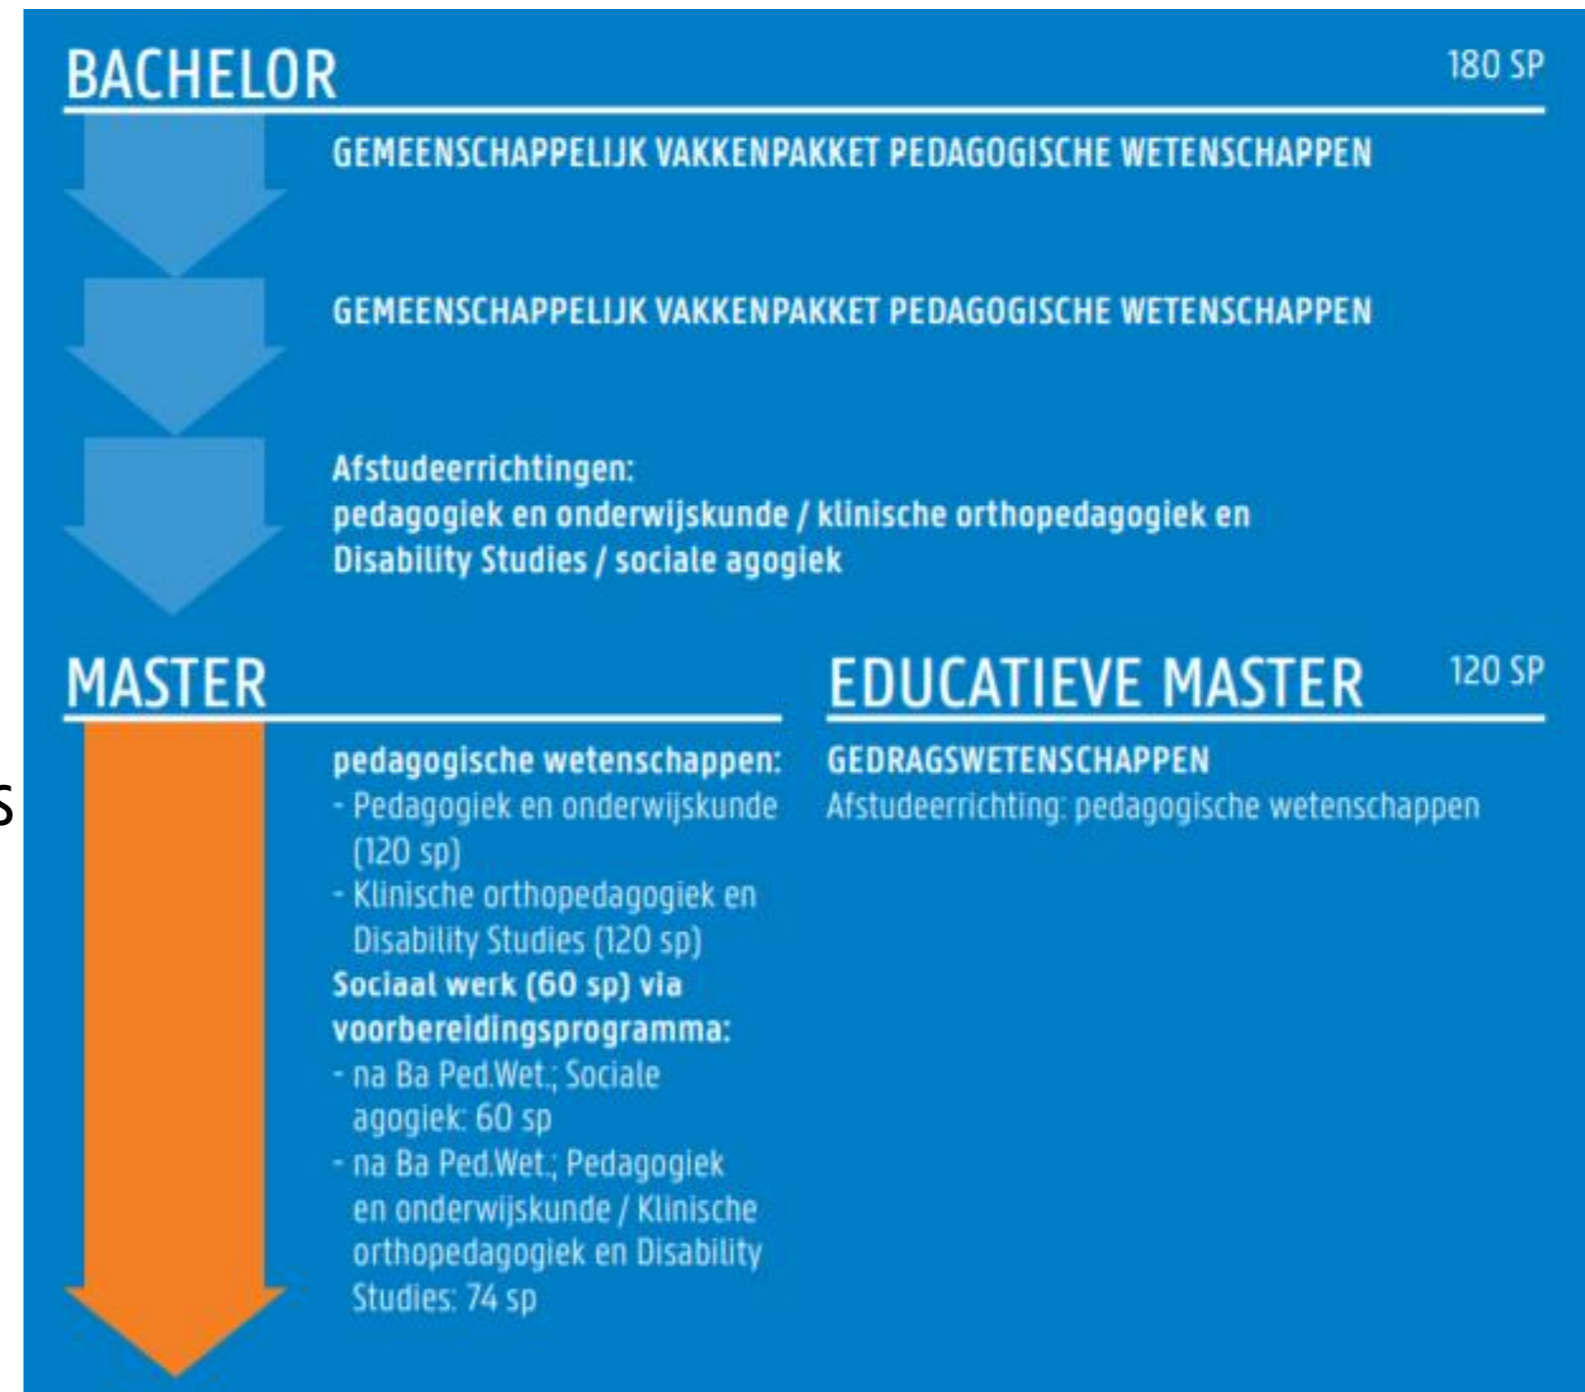 BACHELOR 180 SP
GEMEENSCHAPPELIJK VAKKENPAKKET PEDAGOGISCHE WETENSCHAPPEN
GEMEENSCHAPPELIJK VAKKENPAKKET PEDAGOGISCHE WETENSCHAPPEN
Afstudeerrichtingen:
pedagogiek en onderwijskunde / klinische orthopedagogiek en
Disability Studies / sociale agogiek
MASTER
pedagogische wetenschappen:
- Pedagogiek en onderwijskunde
(120 sp)
- Klinische orthopedagogiek en
Disability Studies (120 sp)
Sociaal werk (60 sp) via
voorbereidingsprogramma:
- na Ba Ped.Wet.; Sociale
agogiek: 60 sp
- na Ba Ped.Wet.; Pedagogiek
en onderwijskunde / Klinische
orthopedagogiek en Disability
Studies: 74 sp
EDUCATIEVE MASTER 120 SP
GEDRAGSWETENSCHAPPEN
Afstudeerrichting: pedagogische wetenschappen
S